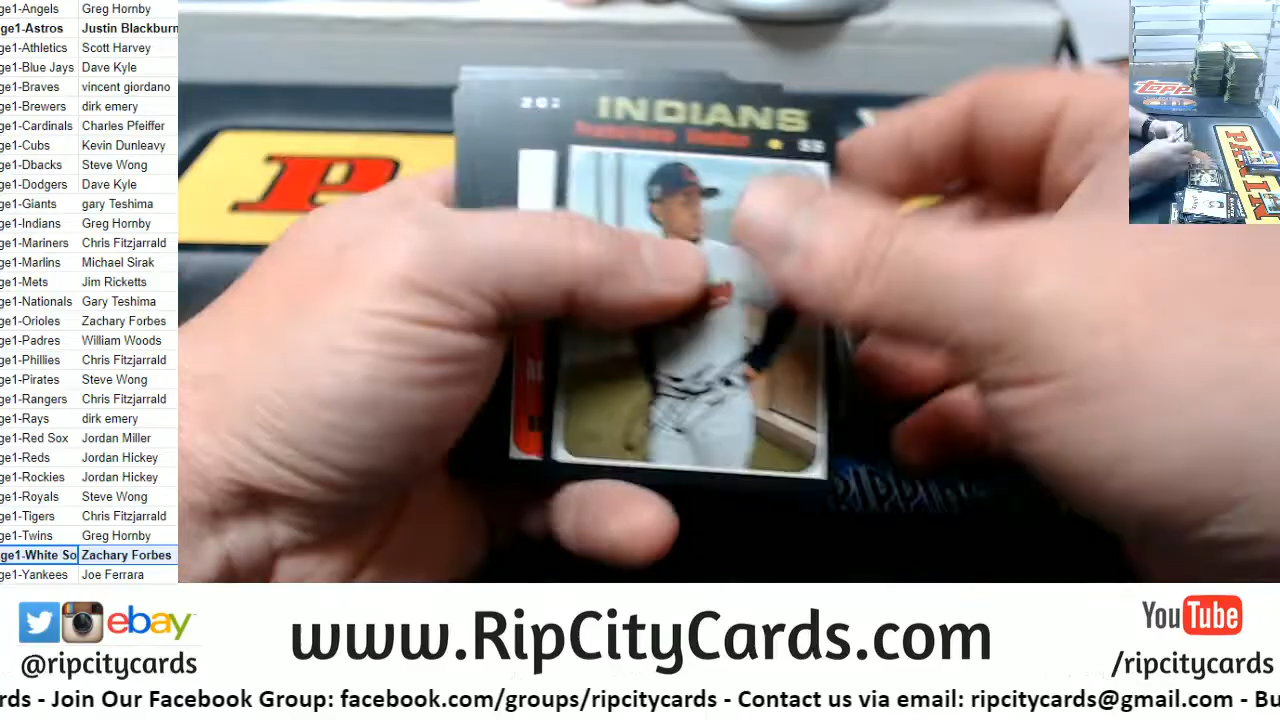 ge1-Angels Greg Hornby
ge1-Astros Justin Blackburn
ge1-Athletics Scott Harvey
ge1-Blue Jays Dave Kyle
ge1-Braves vincent giordano
ge1-Brewers dirk emery
ge1-Cardinals Charles Pfeiffer
ge1-Cubs Kevin Dunleavy
ge1-Dbacks Steve Wong
ge1-Dodgers Dave Kyle
ge1-Giants gary Teshima
ge1-Indians Greg Hornby
ge1-Mariners Chris Fitzjarrald
ge1-Marlins Michael Sirak
ge1-Mets Jim Ricketts
ge1-Nationals Gary Teshima
ge1-Orioles Zachary Forbes
ge1-Padres William Woods
ge1-Phillies Chris Fitzjarrald
ge1-Pirates Steve Wong
ge1-Rangers Chris Fitzjarrald
ge1-Rays dirk emery
ge1-Red Sox Jordan Miller
ge1-Reds Jordan Hickey
ge1-Rockies Jordan Hickey
ge1-Royals Steve Wong
ge1-Tigers Chris Fitzjarrald
ge1-Twins Greg Hornby
ge1-White So Zachary Forbes
ge1-Yankees Joe Ferrara
INDIANS
SS
P
ebay
@ripcitycards
www.RipCityCards.com
YouTube
/ripcitycards
rds - Join Our Facebook Group: facebook.com/groups/ripcitycards - Contact us via email: ripcitycards@gmail.com - Bu